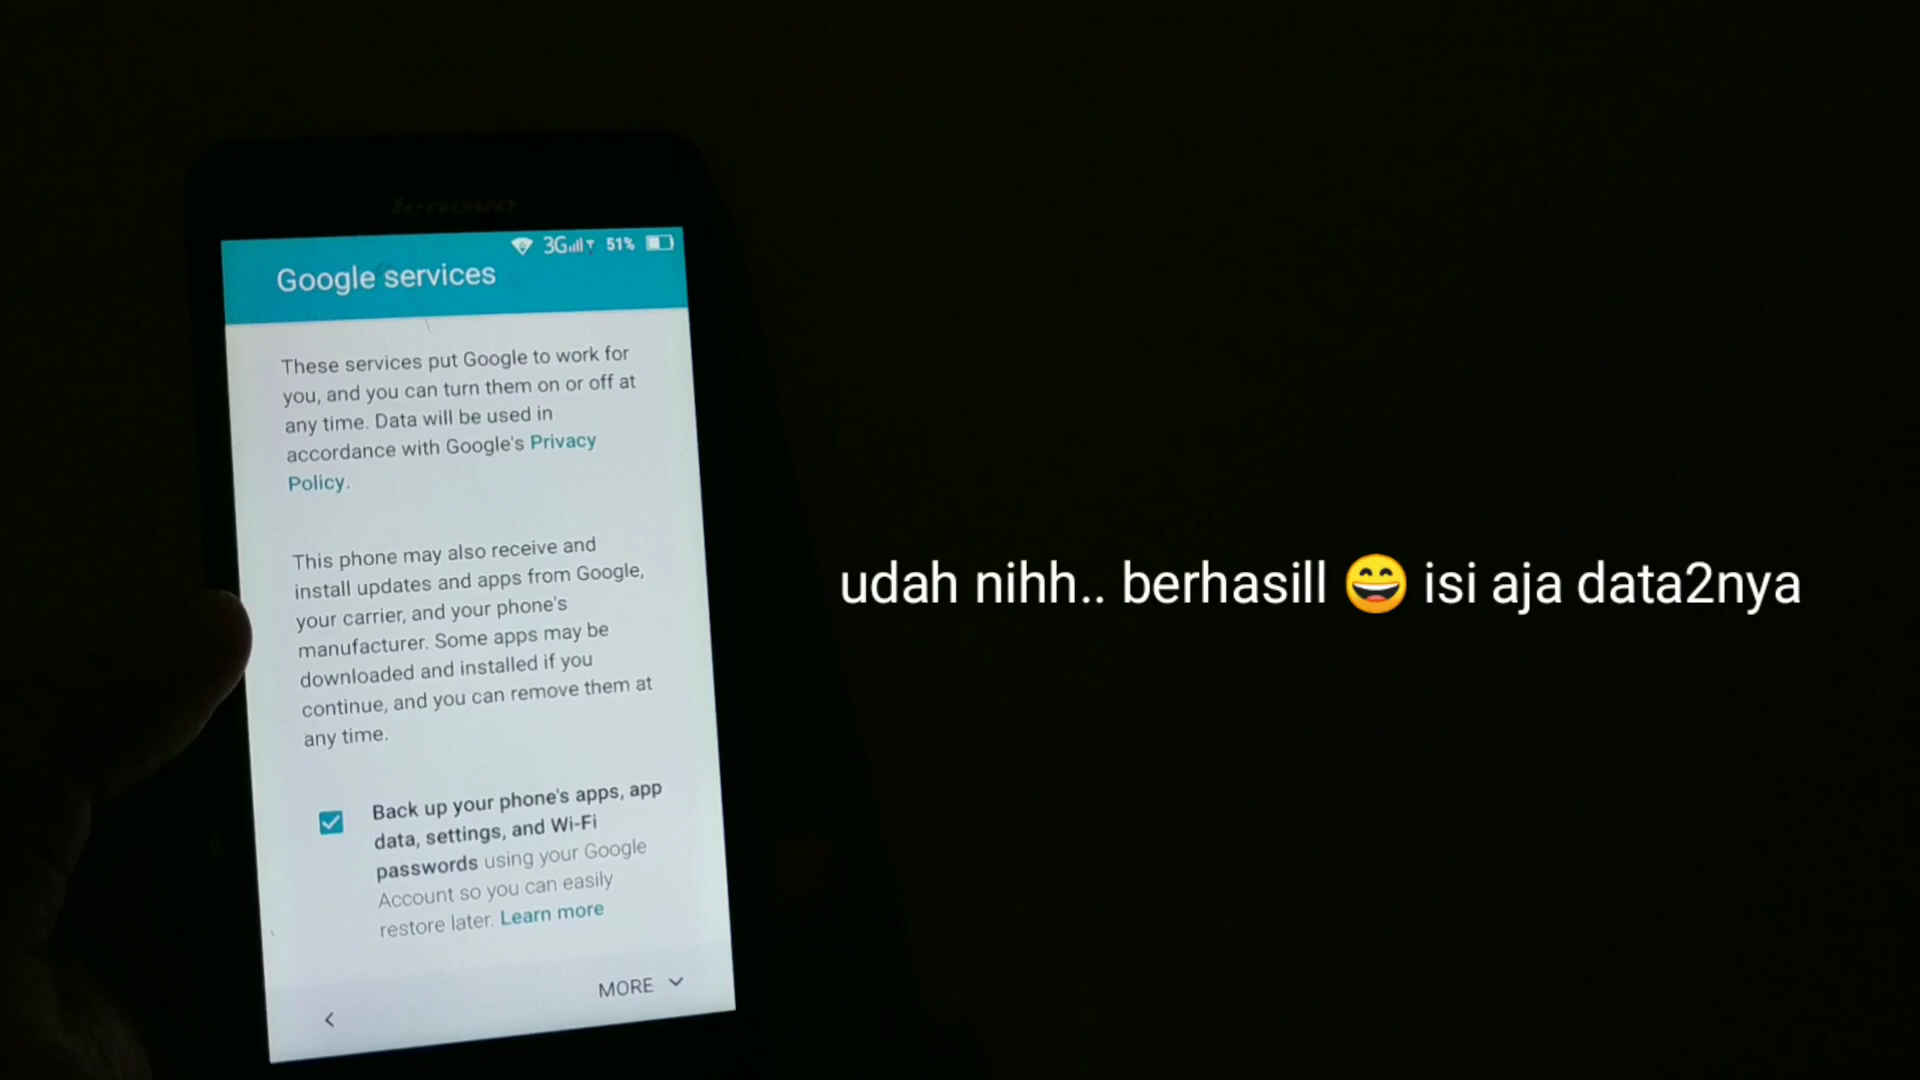 lenovo
3G 51%
Google services
These services put Google to work for
you, and you can turn them on or off at
any time. Data will be used in
accordance with Google's Privacy
Policy.
This phone may also receive and
install updates and apps from Google,
your carrier, and your phone's
manufacturer. Some apps may be
downloaded and installed if you
continue, and you can remove them at
any time.
Back up your phone's apps, app
data, settings, and Wi-Fi
passwords using your Google
Account so you can easily
restore later. Learn more
MORE
udah nihh.. berhasill 😄 isi aja data2nya